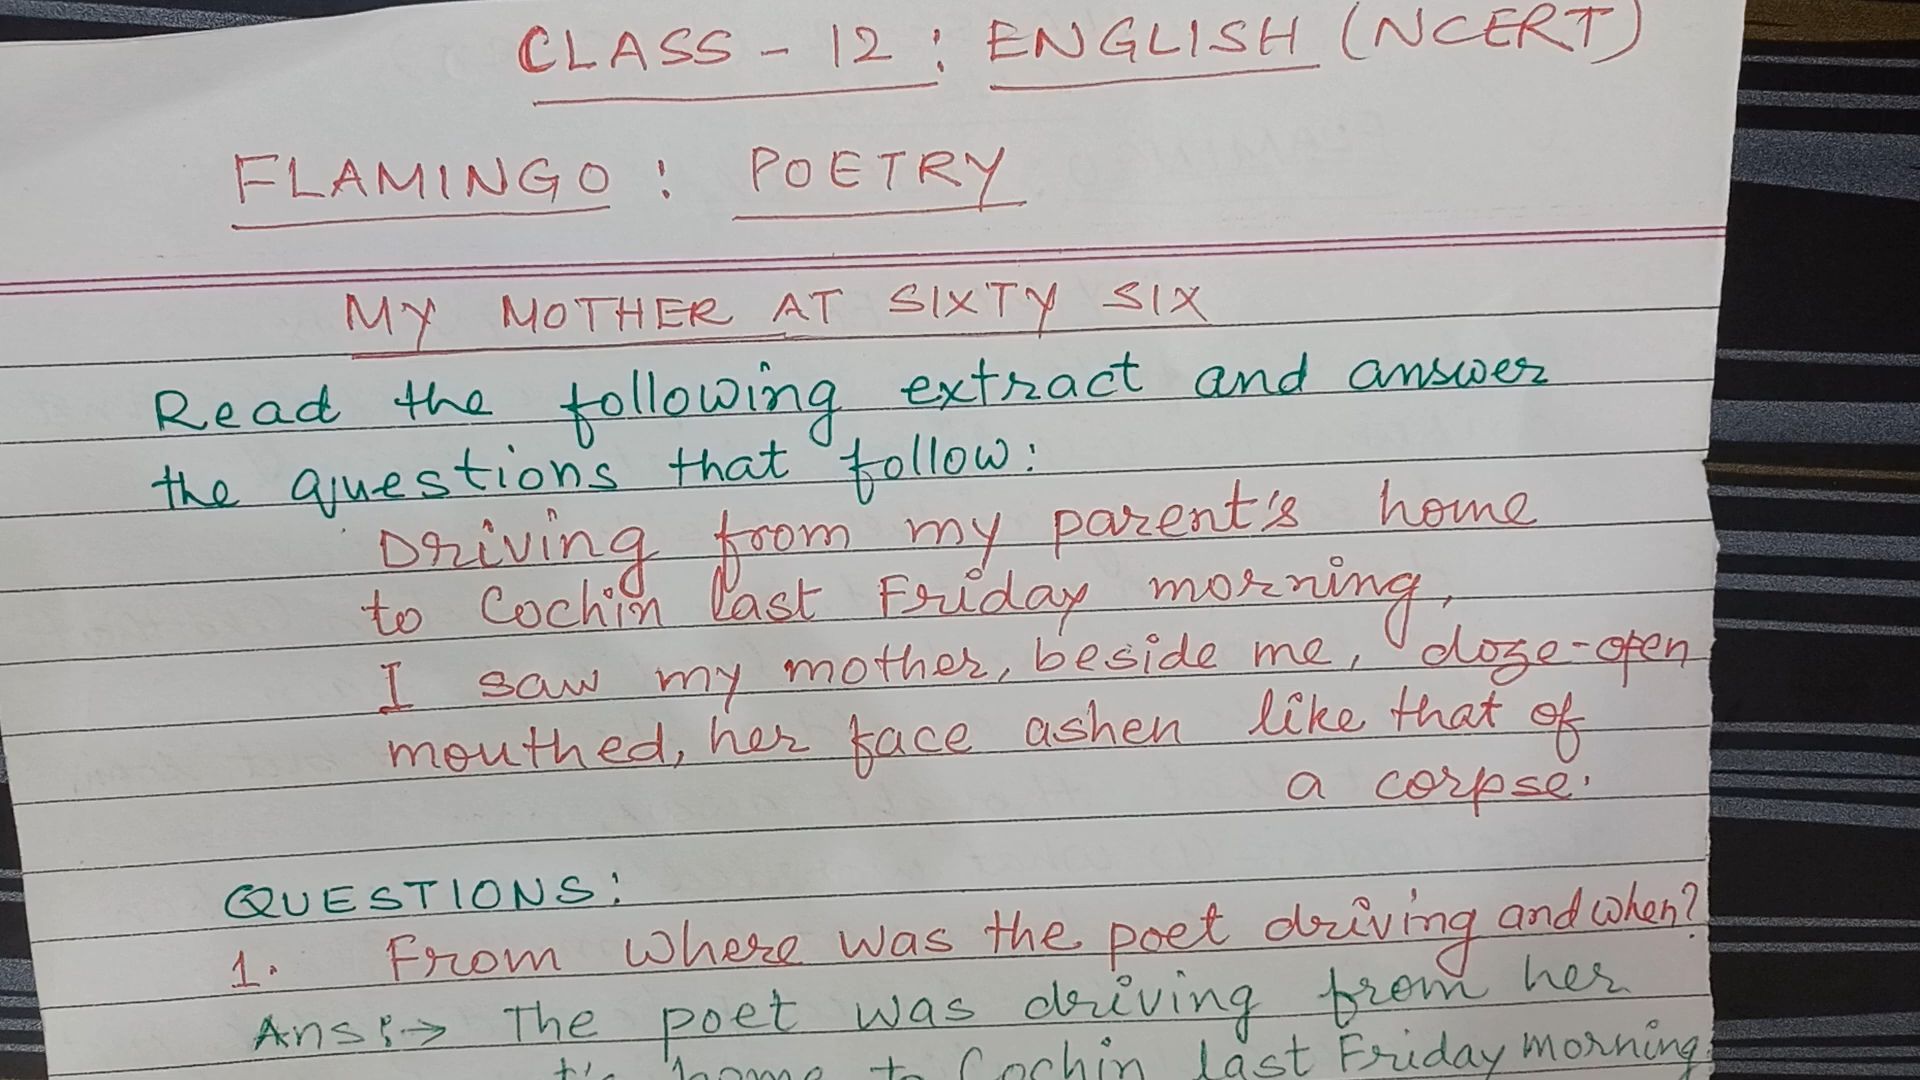 CLASS - 12 : ENGLISH (NCERT)
FLAMINGO : POETRY
MY MOTHER AT SIXTY SIX
Read the following extract and answer
the questions that follow:
Driving from my parent's home
to Cochin last Friday morning,
I saw my mother, beside me, doze-open
mouthed, her face ashen like that of
a corpse.
QUESTIONS:
1. From where was the poet driving and when?
Ans:→ The poet was driving from her
home to Cochin last Friday morning